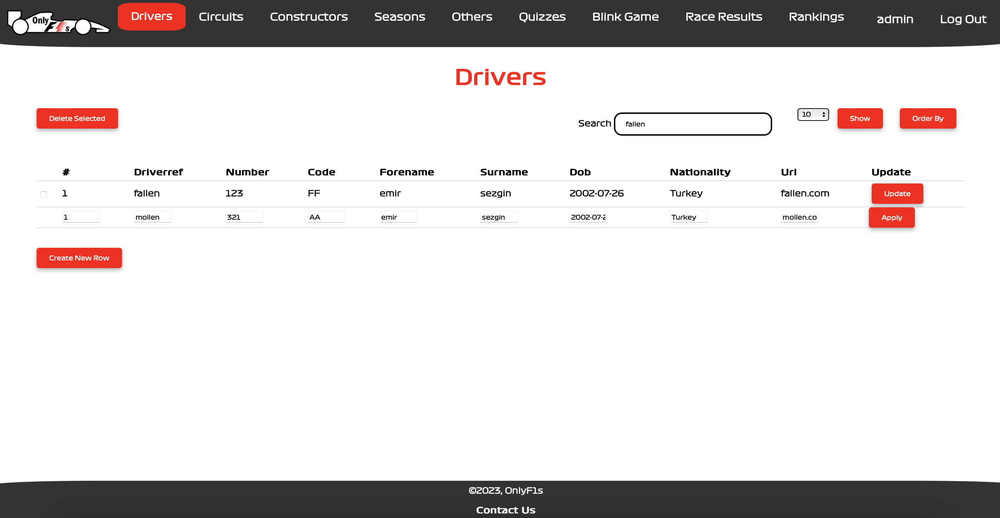 Only F1s Drivers Circuits Constructors Seasons Others Quizzes Blink Game Race Results Rankings admin Log Out
Drivers
Delete Selected Search fallen 10 Show Order By
# Driverref Number Code Forename Surname Dob Nationality Url Update
1 fallen 123 FF emir sezgin 2002-07-26 Turkey fallen.com Update
1 mollen 321 AA emir sezgin 2002-07-2 Turkey mollen.co Apply
Create New Row
©2023, OnlyF1s
Contact Us